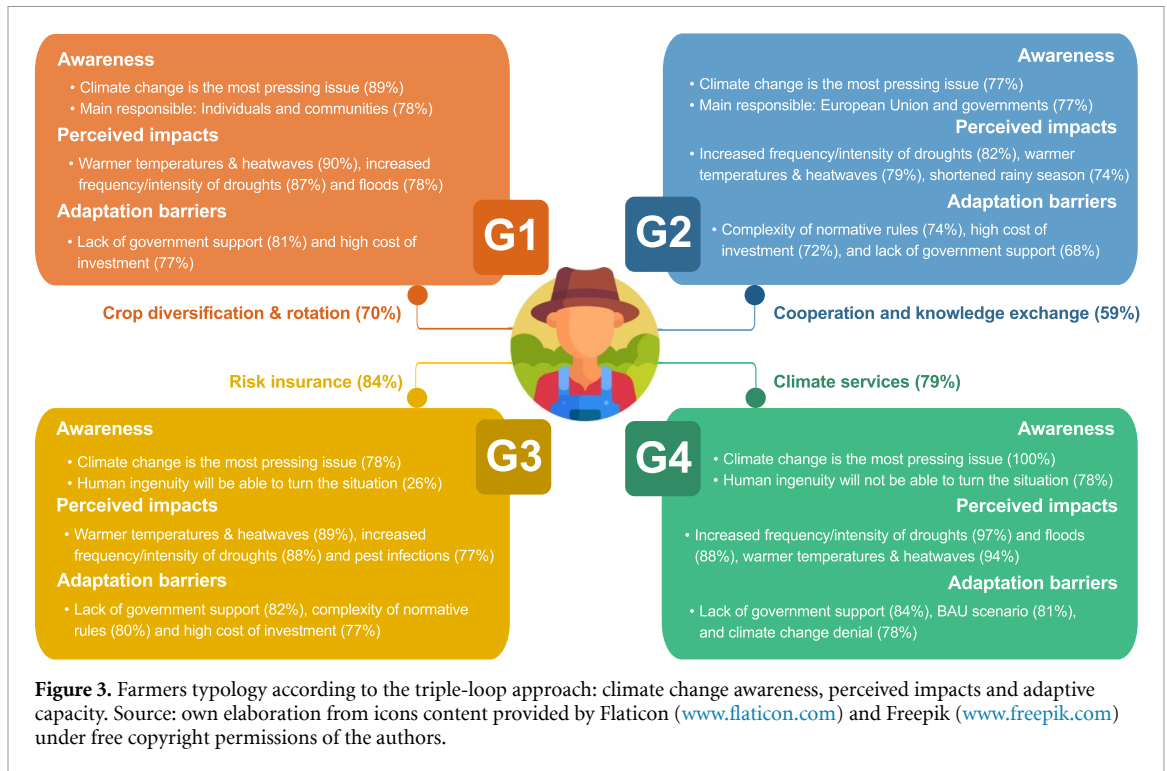 Awareness
• Climate change is the most pressing issue (89%)
• Main responsible: Individuals and communities (78%)
Perceived impacts
• Warmer temperatures & heatwaves (90%), increased
frequency/intensity of droughts (87%) and floods (78%)
Adaptation barriers
• Lack of government support (81%) and high cost of
investment (77%)
G1
Crop diversification & rotation (70%)
Awareness
• Climate change is the most pressing issue (77%)
• Main responsible: European Union and governments (77%)
Perceived impacts
• Increased frequency/intensity of droughts (82%), warmer
temperatures & heatwaves (79%), shortened rainy season (74%)
Adaptation barriers
• Complexity of normative rules (74%), high cost of
investment (72%), and lack of government support (68%)
G2
Cooperation and knowledge exchange (59%)
Risk insurance (84%)
Awareness
• Climate change is the most pressing issue (78%)
• Human ingenuity will be able to turn the situation (26%)
Perceived impacts
• Warmer temperatures & heatwaves (89%), increased
frequency/intensity of droughts (88%) and pest infections (77%)
Adaptation barriers
• Lack of government support (82%), complexity of normative
rules (80%) and high cost of investment (77%)
G3
Climate services (79%)
Awareness
• Climate change is the most pressing issue (100%)
• Human ingenuity will not be able to turn the situation (78%)
Perceived impacts
• Increased frequency/intensity of droughts (97%) and floods
(88%), warmer temperatures & heatwaves (94%)
Adaptation barriers
• Lack of government support (84%), BAU scenario (81%),
and climate change denial (78%)
G4
Figure 3. Farmers typology according to the triple-loop approach: climate change awareness, perceived impacts and adaptive
capacity. Source: own elaboration from icons content provided by Flaticon (www.flaticon.com) and Freepik (www.freepik.com)
under free copyright permissions of the authors.